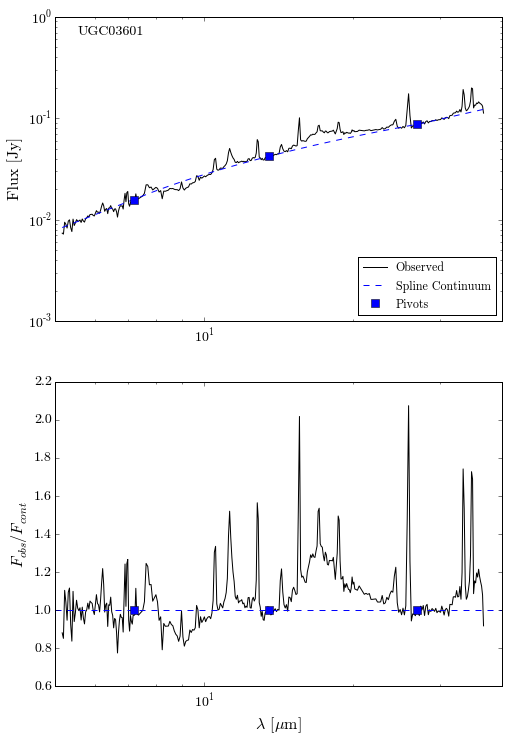 10^0
UGC03601
10^-1
Flux [Jy]
10^-2
Observed
Spline Continuum
Pivots
10^-3
10^1
2.2
2.0
1.8
1.6
F_obs/F_cont
1.4
1.2
1.0
0.8
0.6
10^1
λ [μm]